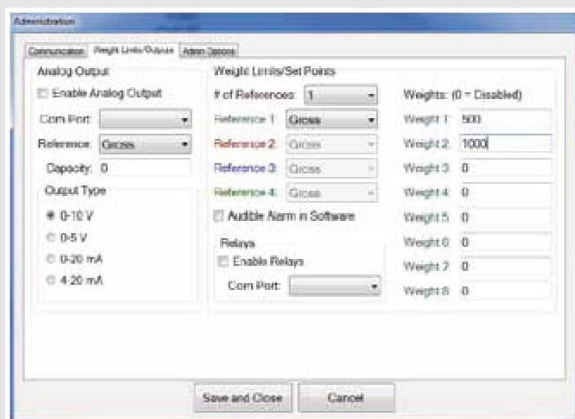 Administration
Communication Weight Limits/Outputs Admin Options
Analog Output
Enable Analog Output
Com Port:
Reference: Gross
Capacity: 0
Output Type
0-10 V
0-5 V
0-20 mA
4-20 mA
Weight Limits/Set Points
# of References: 1
Reference 1: Gross
Reference 2: Gross
Reference 3: Gross
Reference 4: Gross
Audible Alarm in Software
Relays
Enable Relays
Com Port:
Weights: (0 = Disabled)
Weight 1: 500
Weight 2: 1000
Weight 3: 0
Weight 4: 0
Weight 5: 0
Weight 6: 0
Weight 7: 0
Weight 8: 0
Save and Close Cancel